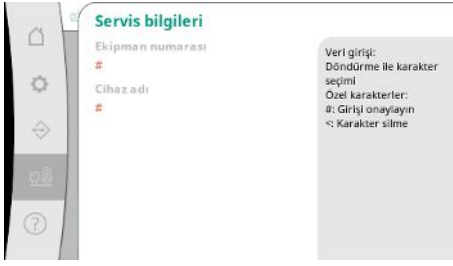 Servis bilgileri
Ekipman numarası
#
Cihaz adı
#
Veri girişi:
Döndürme ile karakter
seçimi
Özel karakterler:
#: Girişi onaylayın
<: Karakter silme
?